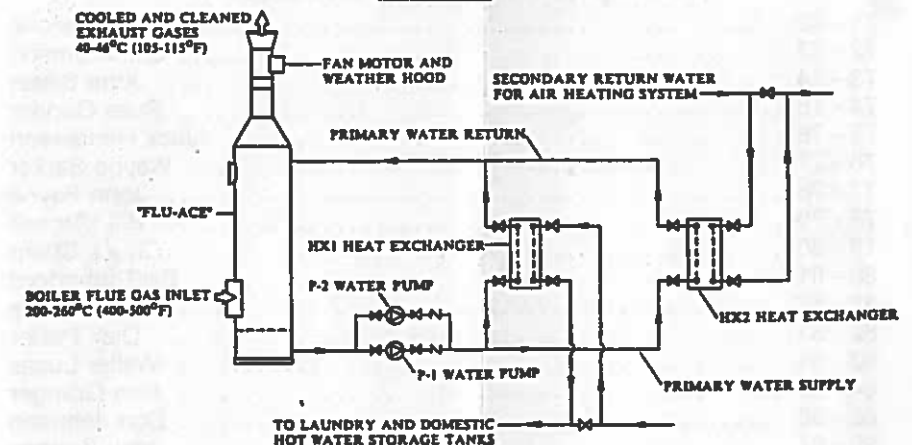 COOLED AND CLEANED
EXHAUST GASES
40-46°C (105-115°F)
FAN MOTOR AND
WEATHER HOOD
SECONDARY RETURN WATER
FOR AIR HEATING SYSTEM
PRIMARY WATER RETURN
"FLU-ACE"
HX1 HEAT EXCHANGER
P-2 WATER PUMP
BOILER FLUE GAS INLET
200-260°C (400-500°F)
HX2 HEAT EXCHANGER
P-1 WATER PUMP
PRIMARY WATER SUPPLY
TO LAUNDRY AND DOMESTIC
HOT WATER STORAGE TANKS